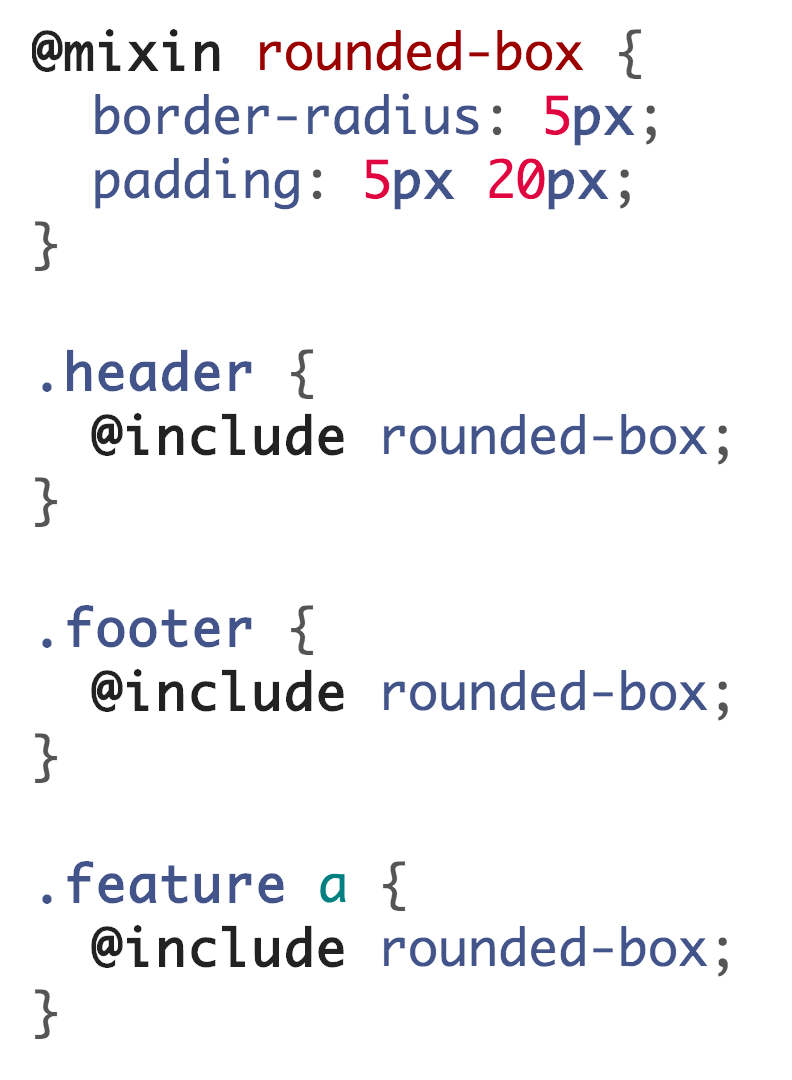 @mixin rounded-box {
  border-radius: 5px;
  padding: 5px 20px;
}

.header {
  @include rounded-box;
}

.footer {
  @include rounded-box;
}

.feature a {
  @include rounded-box;
}